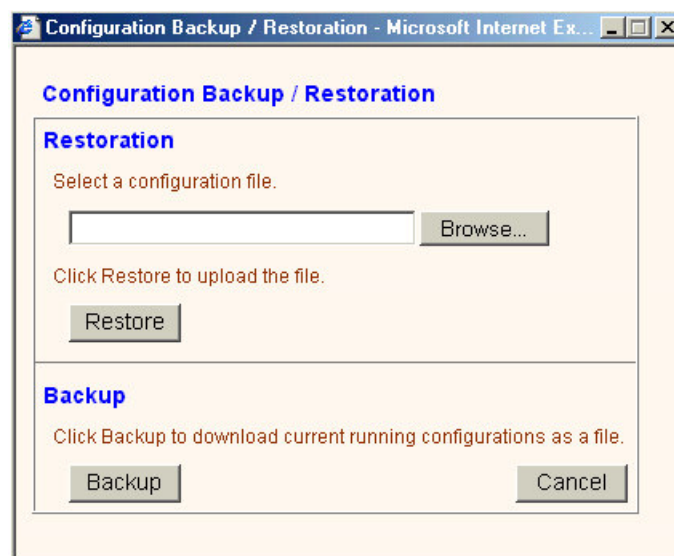 Configuration Backup / Restoration - Microsoft Internet Ex...
Configuration Backup / Restoration
Restoration
Select a configuration file.
Browse...
Click Restore to upload the file.
Restore
Backup
Click Backup to download current running configurations as a file.
Backup
Cancel